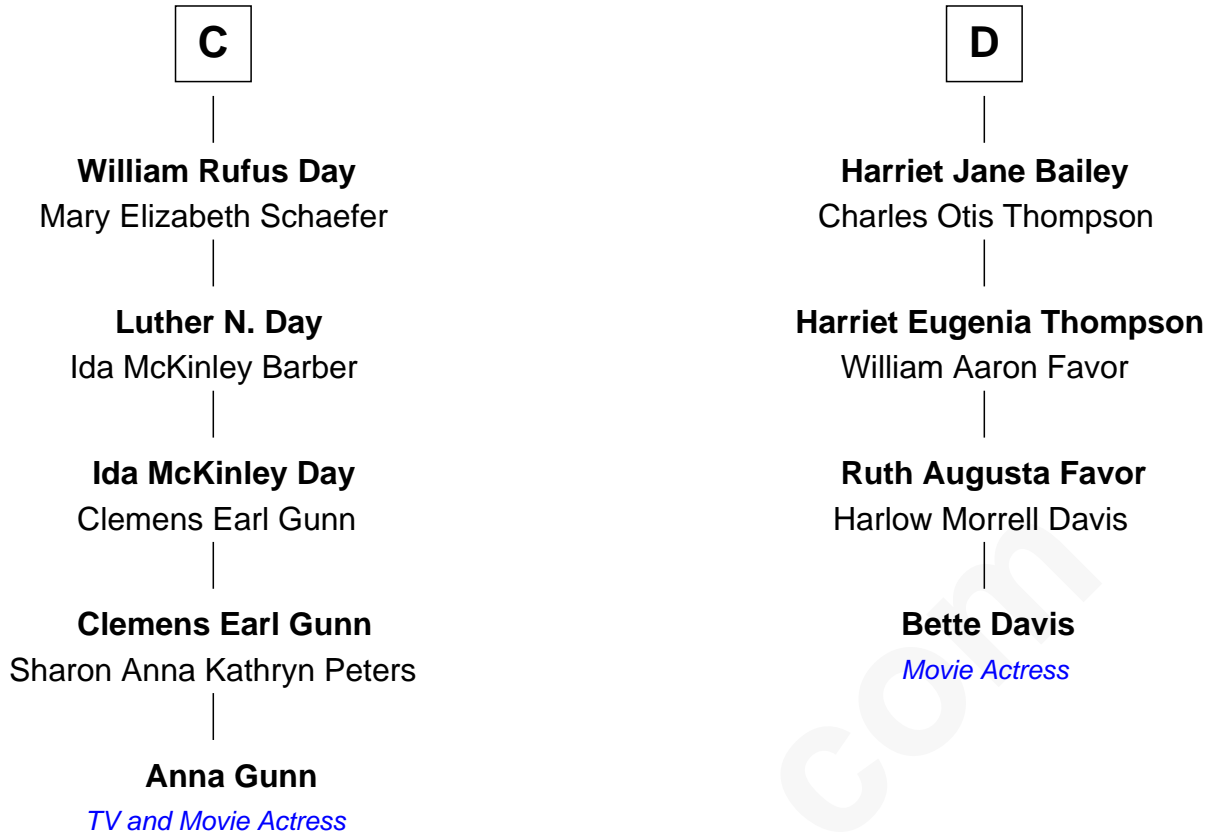 C
William Rufus Day
Mary Elizabeth Schaefer
Luther N. Day
Ida McKinley Barber
Ida McKinley Day
Clemens Earl Gunn
Clemens Earl Gunn
Sharon Anna Kathryn Peters
Anna Gunn
TV and Movie Actress
D
Harriet Jane Bailey
Charles Otis Thompson
Harriet Eugenia Thompson
William Aaron Favor
Ruth Augusta Favor
Harlow Morrell Davis
Bette Davis
Movie Actress
com